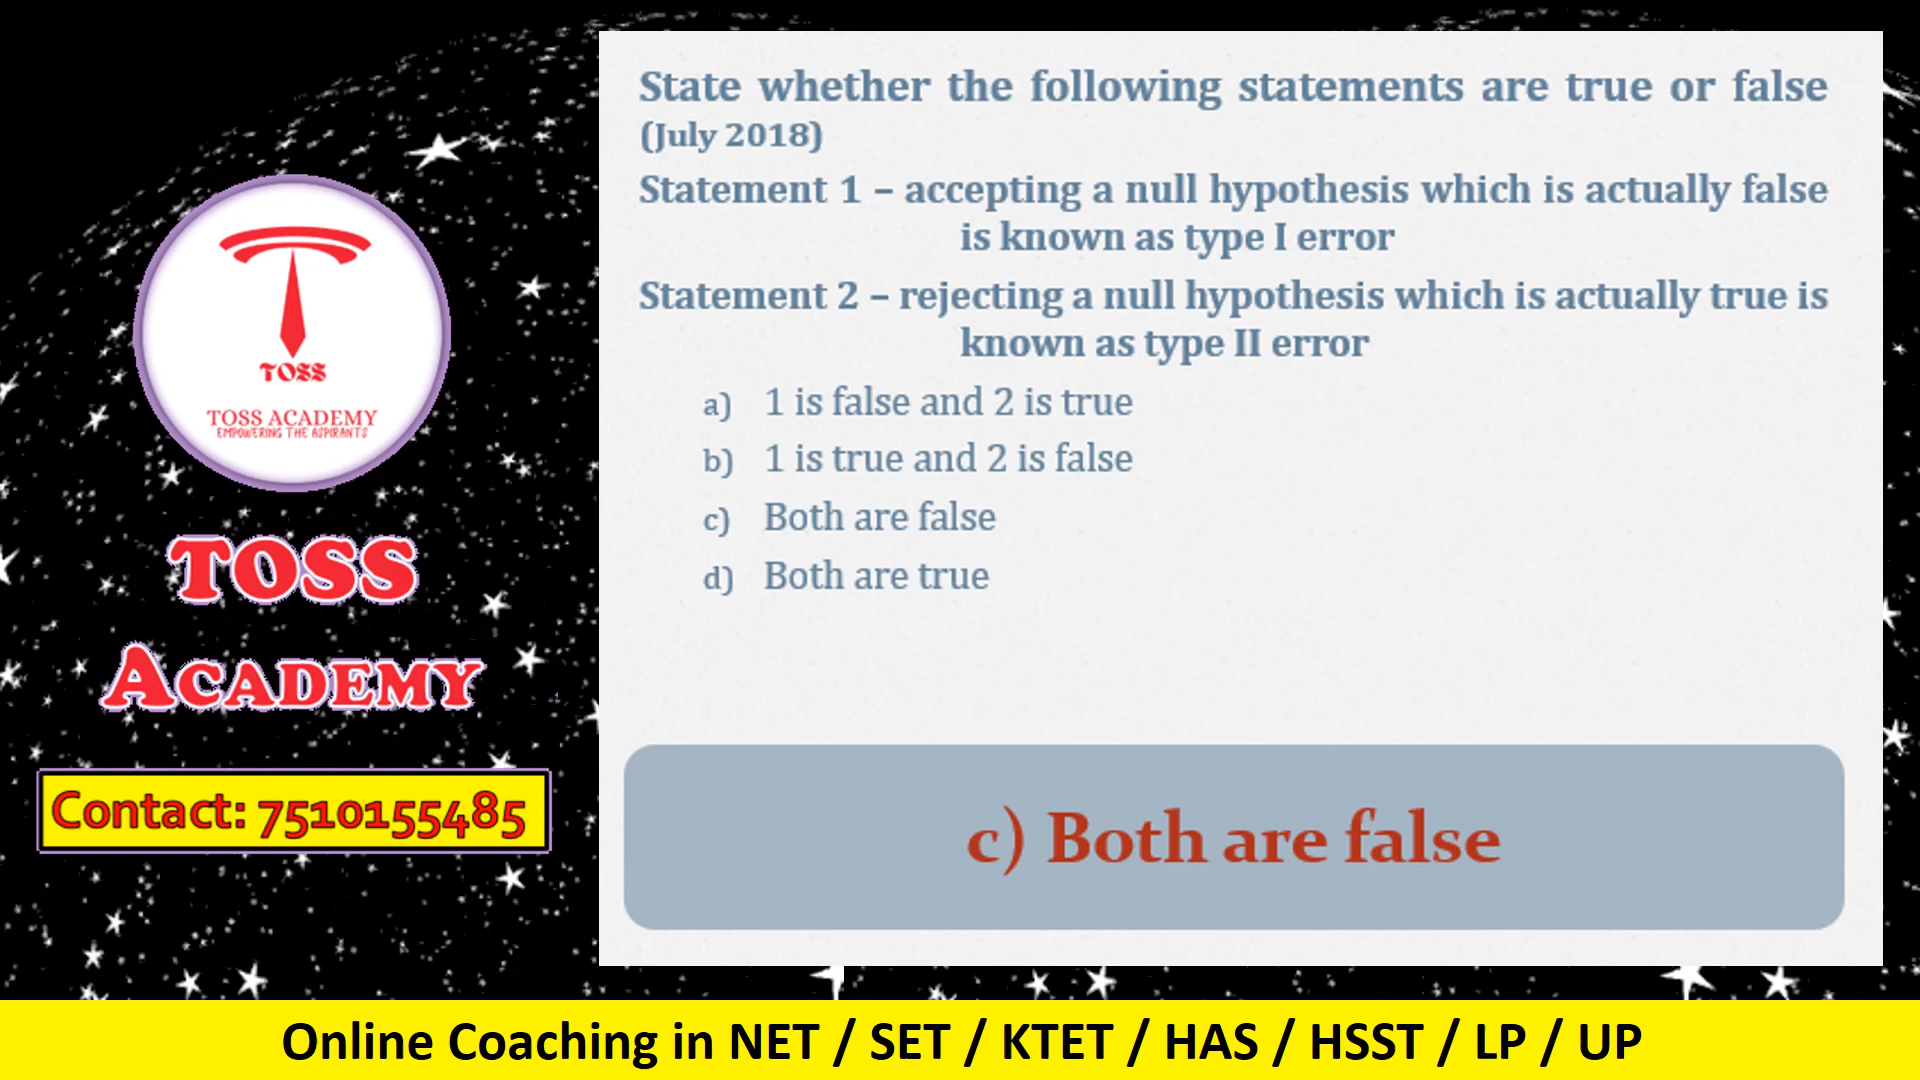 TOSS
TOSS ACADEMY
EMPOWERING THE ASPIRANTS
TOSS
ACADEMY
Contact: 7510155485
State whether the following statements are true or false
(July 2018)
Statement 1 – accepting a null hypothesis which is actually false
is known as type I error
Statement 2 – rejecting a null hypothesis which is actually true is
known as type II error
a) 1 is false and 2 is true
b) 1 is true and 2 is false
c) Both are false
d) Both are true
c) Both are false
Online Coaching in NET / SET / KTET / HAS / HSST / LP / UP